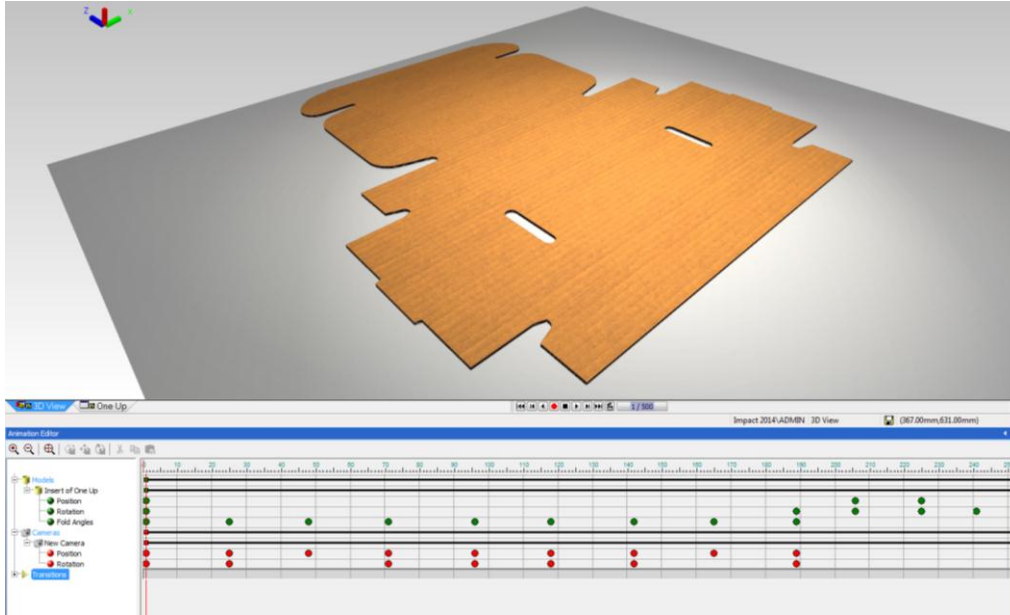 Z X
3D View One Up
1 / 500
Impact 2014\ADMIN 3D View (367.00mm,631.00mm)
Animation Editor
10 20 30 40 50 60 70 80 90 100 110 120 130 140 150 160 170 180 190 200 210 220 230 240
Models
Insert of One Up
Position
Rotation
Fold Angles
Cameras
New Camera
Position
Rotation
Transitions